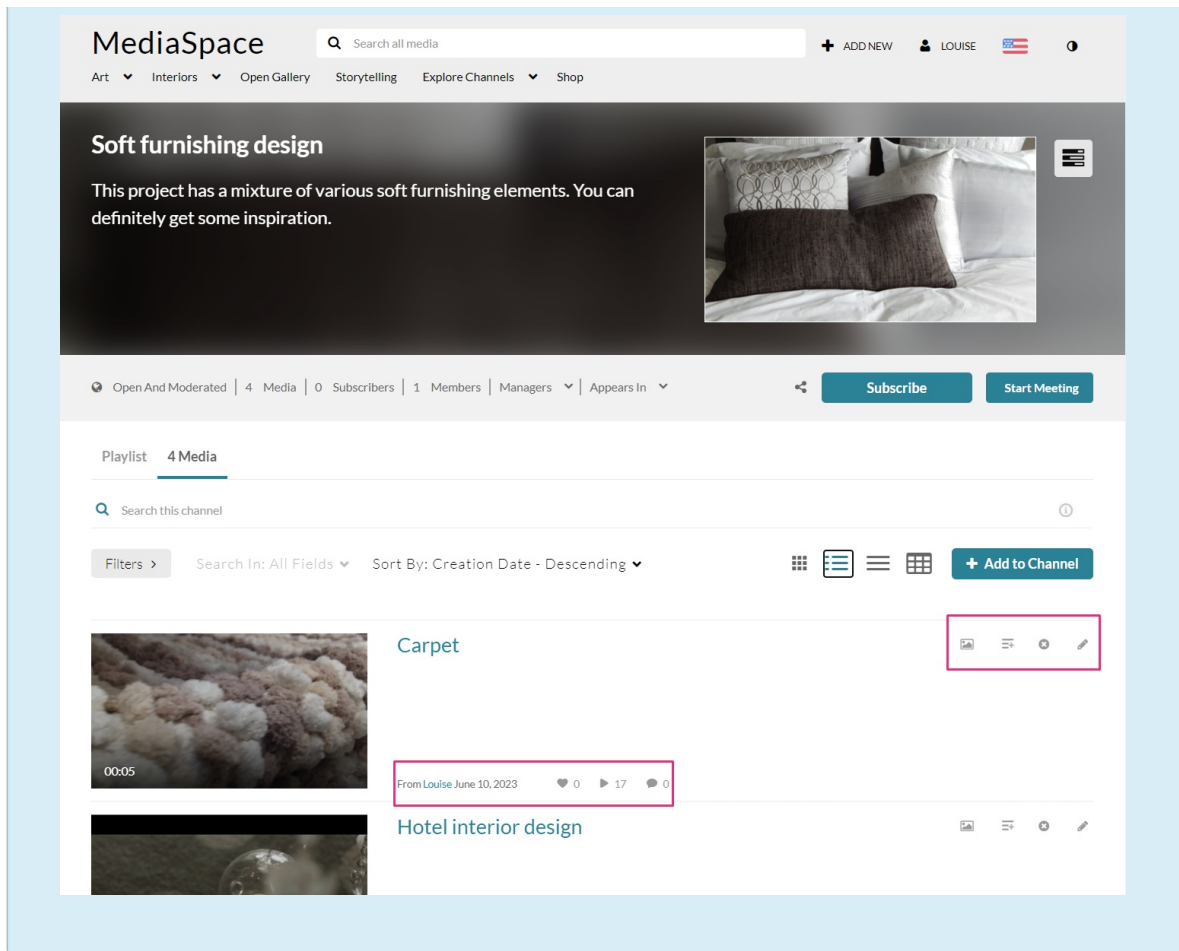 MediaSpace
Search all media
ADD NEW
LOUISE
Art Interiors Open Gallery Storytelling Explore Channels Shop
Soft furnishing design
This project has a mixture of various soft furnishing elements. You can
definitely get some inspiration.
Open And Moderated | 4 Media | 0 Subscribers | 1 Members | Managers | Appears In
Subscribe
Start Meeting
Playlist 4 Media
Search this channel
Filters > Search In: All Fields Sort By: Creation Date - Descending
+ Add to Channel
Carpet
00:05
From Louise June 10, 2023 0 17 0
Hotel interior design